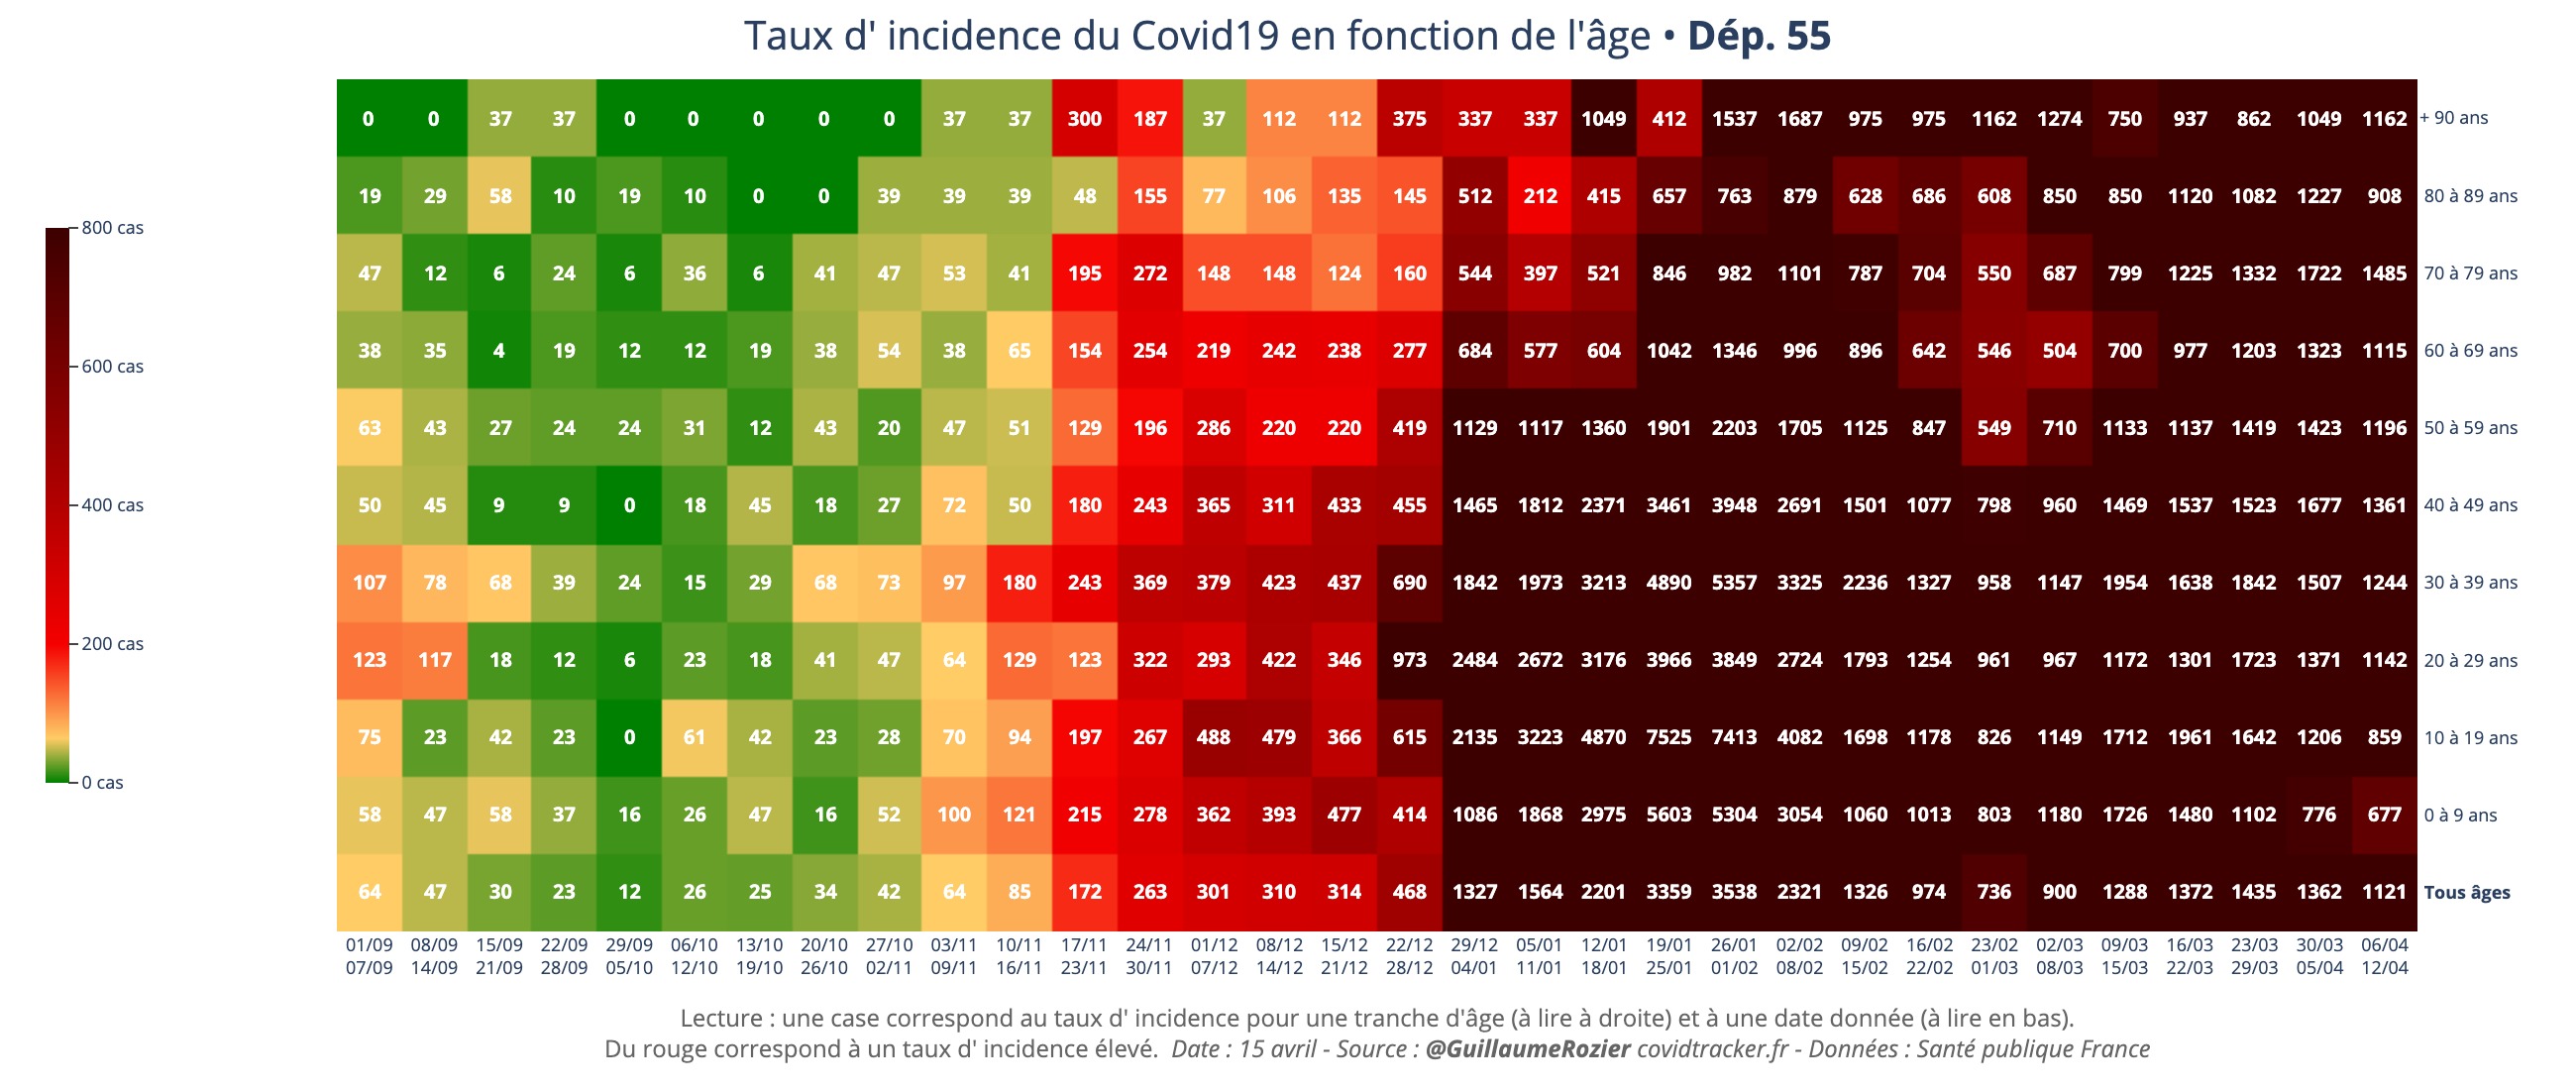 Taux d' incidence du Covid19 en fonction de l'âge • Dép. 55
800 cas
600 cas
400 cas
200 cas
0 cas
0 0 37 37 0 0 0 0 0 37 37 300 187 37 112 112 375 337 337 1049 412 1537 1687 975 975 1162 1274 750 937 862 1049 1162 + 90 ans
19 29 58 10 19 10 0 0 39 39 39 48 155 77 106 135 145 512 212 415 657 763 879 628 686 608 850 850 1120 1082 1227 908 80 à 89 ans
47 12 6 24 6 36 6 41 47 53 41 195 272 148 148 124 160 544 397 521 846 982 1101 787 704 550 687 799 1225 1332 1722 1485 70 à 79 ans
38 35 4 19 12 12 19 38 54 38 65 154 254 219 242 238 277 684 577 604 1042 1346 996 896 642 546 504 700 977 1203 1323 1115 60 à 69 ans
63 43 27 24 24 31 12 43 20 47 51 129 196 286 220 220 419 1129 1117 1360 1901 2203 1705 1125 847 549 710 1133 1137 1419 1423 1196 50 à 59 ans
50 45 9 9 0 18 45 18 27 72 50 180 243 365 311 433 455 1465 1812 2371 3461 3948 2691 1501 1077 798 960 1469 1537 1523 1677 1361 40 à 49 ans
107 78 68 39 24 15 29 68 73 97 180 243 369 379 423 437 690 1842 1973 3213 4890 5357 3325 2236 1327 958 1147 1954 1638 1842 1507 1244 30 à 39 ans
123 117 18 12 6 23 18 41 47 64 129 123 322 293 422 346 973 2484 2672 3176 3966 3849 2724 1793 1254 961 967 1172 1301 1723 1371 1142 20 à 29 ans
75 23 42 23 0 61 42 23 28 70 94 197 267 488 479 366 615 2135 3223 4870 7525 7413 4082 1698 1178 826 1149 1712 1961 1642 1206 859 10 à 19 ans
58 47 58 37 16 26 47 16 52 100 121 215 278 362 393 477 414 1086 1868 2975 5603 5304 3054 1060 1013 803 1180 1726 1480 1102 776 677 0 à 9 ans
64 47 30 23 12 26 25 34 42 64 85 172 263 301 310 314 468 1327 1564 2201 3359 3538 2321 1326 974 736 900 1288 1372 1435 1362 1121 Tous âges
01/09 08/09 15/09 22/09 29/09 06/10 13/10 20/10 27/10 03/11 10/11 17/11 24/11 01/12 08/12 15/12 22/12 29/12 05/01 12/01 19/01 26/01 02/02 09/02 16/02 23/02 02/03 09/03 16/03 23/03 30/03 06/04
07/09 14/09 21/09 28/09 05/10 12/10 19/10 26/10 02/11 09/11 16/11 23/11 30/11 07/12 14/12 21/12 28/12 04/01 11/01 18/01 25/01 01/02 08/02 15/02 22/02 01/03 08/03 15/03 22/03 29/03 05/04 12/04
Lecture : une case correspond au taux d' incidence pour une tranche d'âge (à lire à droite) et à une date donnée (à lire en bas).
Du rouge correspond à un taux d' incidence élevé. Date : 15 avril - Source : @GuillaumeRozier covidtracker.fr - Données : Santé publique France